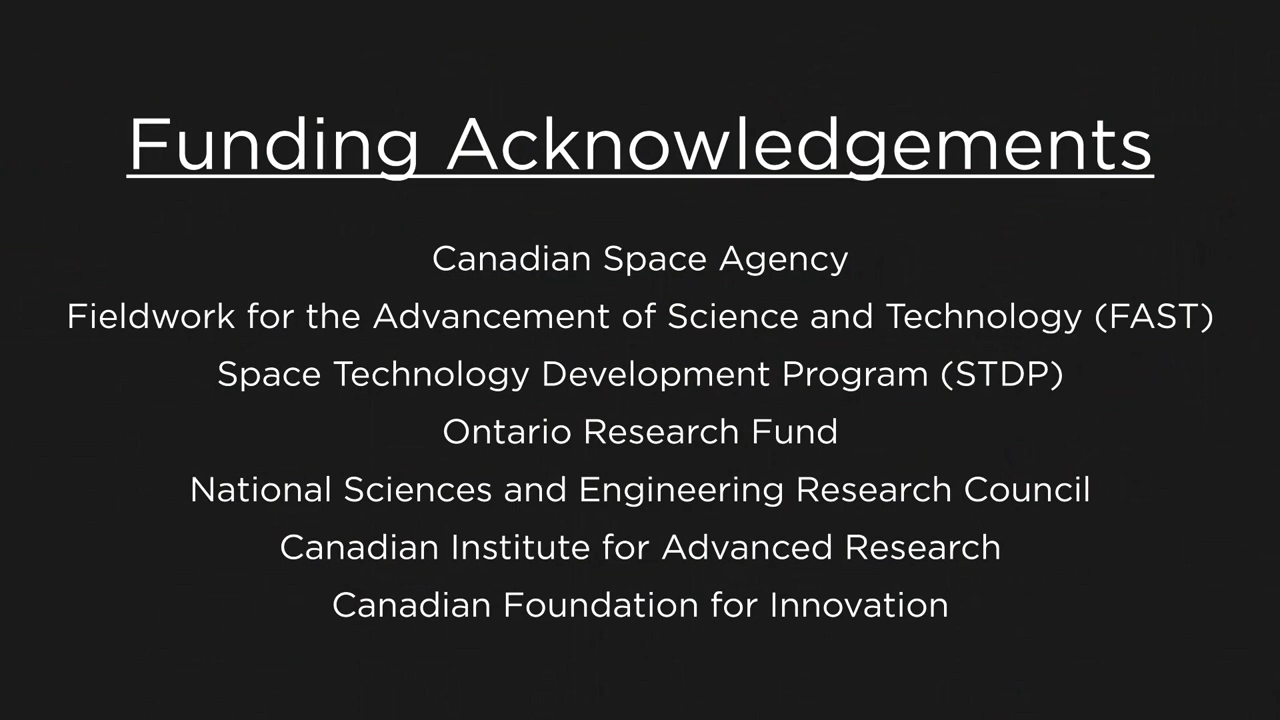 Funding Acknowledgements
Canadian Space Agency
Fieldwork for the Advancement of Science and Technology (FAST)
Space Technology Development Program (STDP)
Ontario Research Fund
National Sciences and Engineering Research Council
Canadian Institute for Advanced Research
Canadian Foundation for Innovation